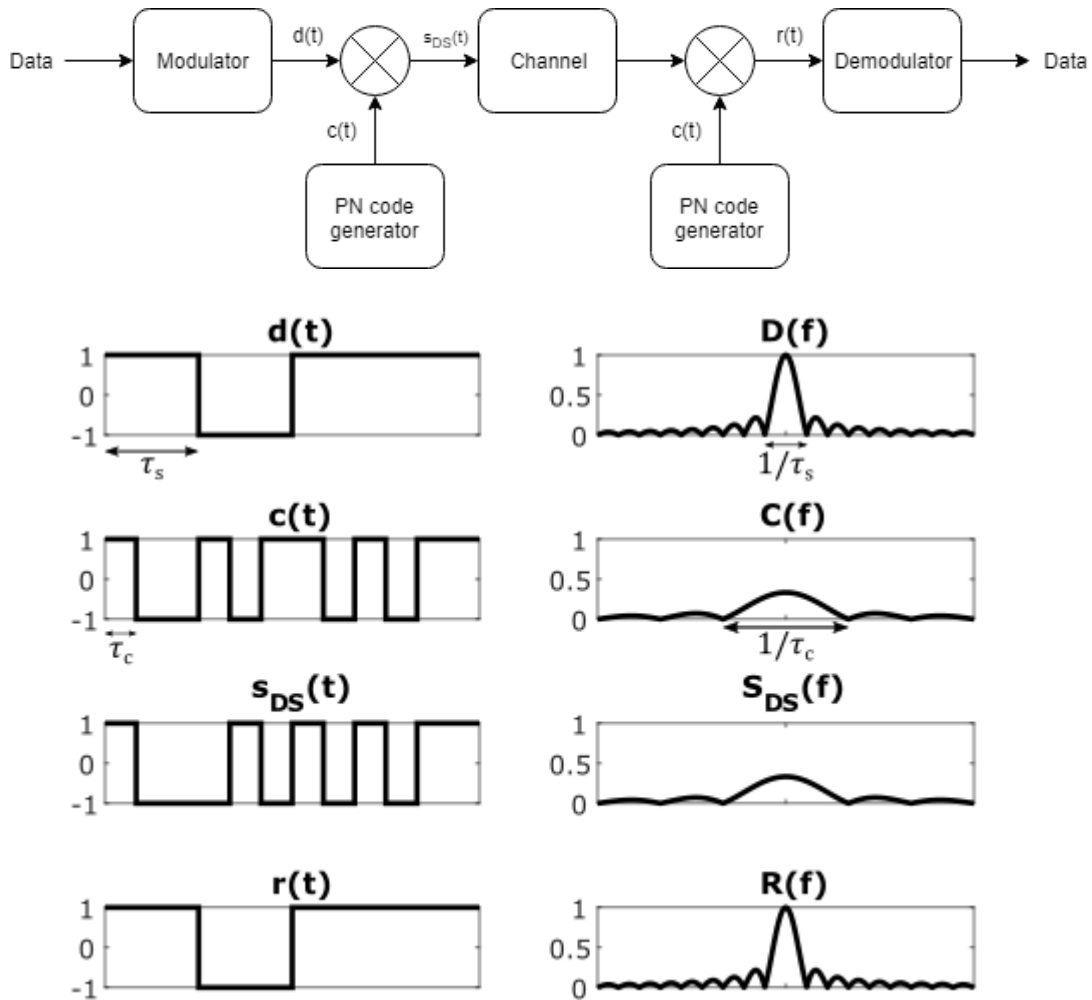 Data
Modulator
d(t)
s_DS(t)
Channel
r(t)
Demodulator
Data
c(t)
c(t)
PN code
generator
PN code
generator
d(t)
1
0
-1
τ_s
D(f)
1
0.5
0
1/τ_s
c(t)
1
0
-1
τ_c
C(f)
1
0.5
0
1/τ_c
s_DS(t)
1
0
-1
S_DS(f)
1
0.5
0
r(t)
1
0
-1
R(f)
1
0.5
0